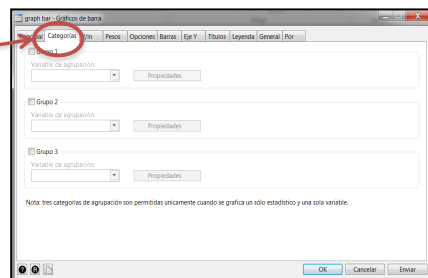 graph bar - Gráficos de barra
Categorías Opciones Barras Eje Y Títulos Leyenda General Por
Pesos
Grupo 1
Variable de agrupación:
Propiedades
Grupo 2
Variable de agrupación:
Propiedades
Grupo 3
Variable de agrupación:
Propiedades
Nota: tres categorías de agrupación son permitidas unicamente cuando se grafica un sólo estadístico y una sola variable.
OK Cancelar Enviar